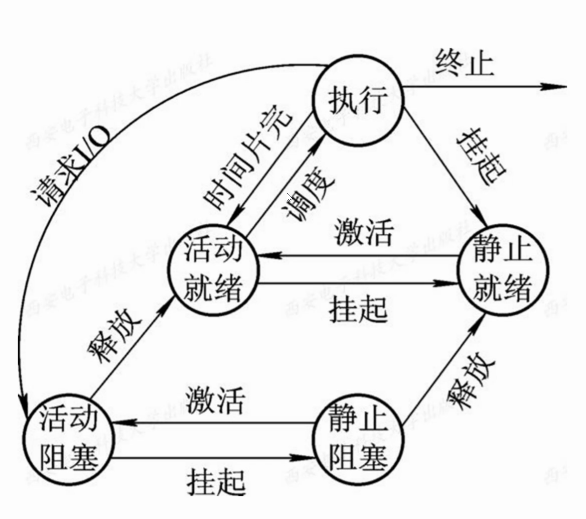 终止
执行
请求I/O
时间片完
调度
挂起
活动
就绪
激活
挂起
静止
就绪
释放
释放
活动
阻塞
激活
挂起
静止
阻塞
西安电子科技大学出版社